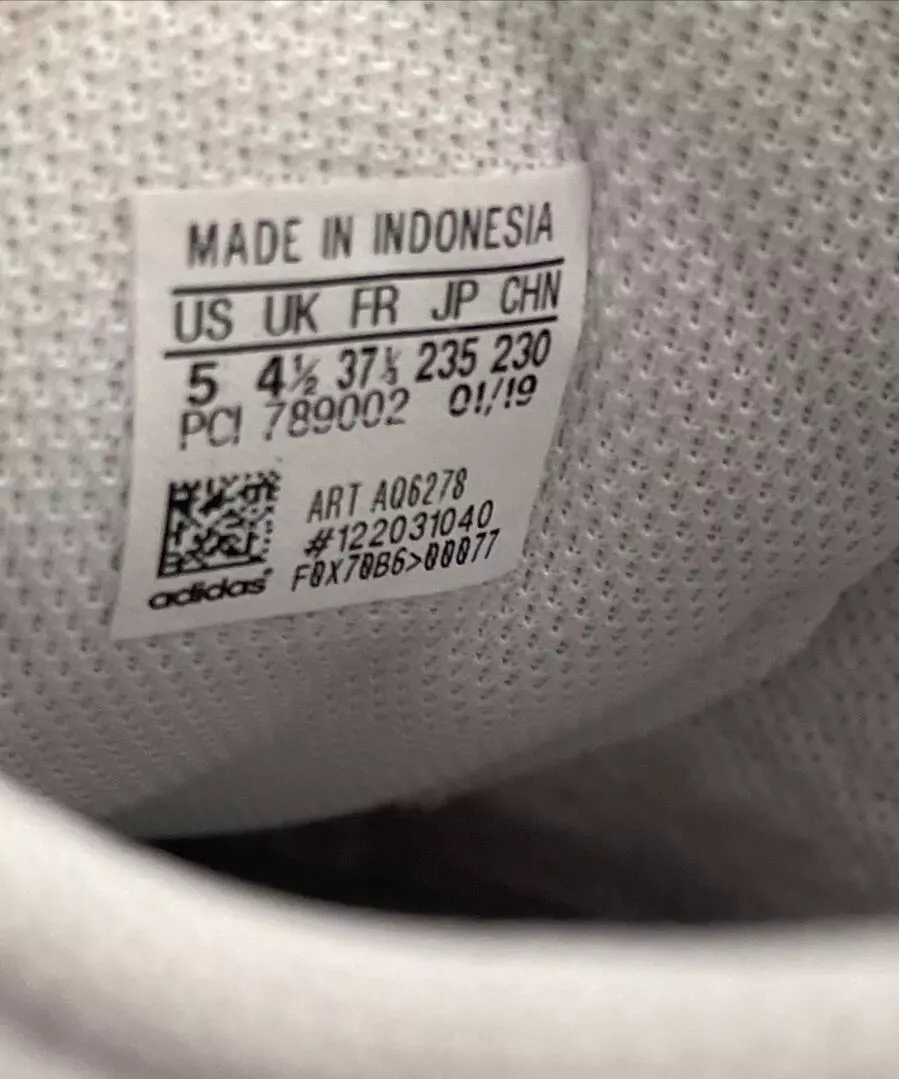 MADE IN INDONESIA
US UK FR JP CHN
5 4½ 37⅓ 235 230
PCI 789002 01/19
ART AQ6278
#122031040
F0X70B6>00077
adidas